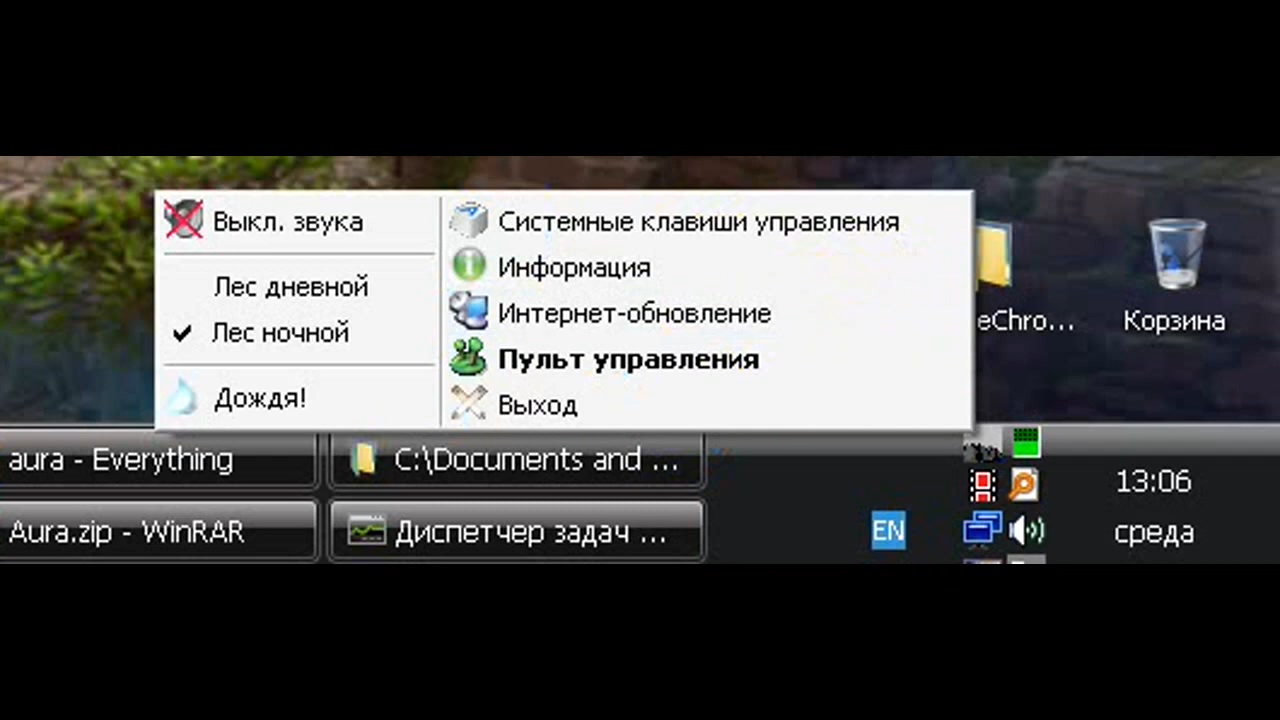 Выкл. звука
Лес дневной
Лес ночной
Дождя!
Системные клавиши управления
Информация
Интернет-обновление
Пульт управления
Выход
eChro...
Корзина
aura - Everything
C:\Documents and ...
Aura.zip - WinRAR
Диспетчер задач ...
EN
13:06
среда